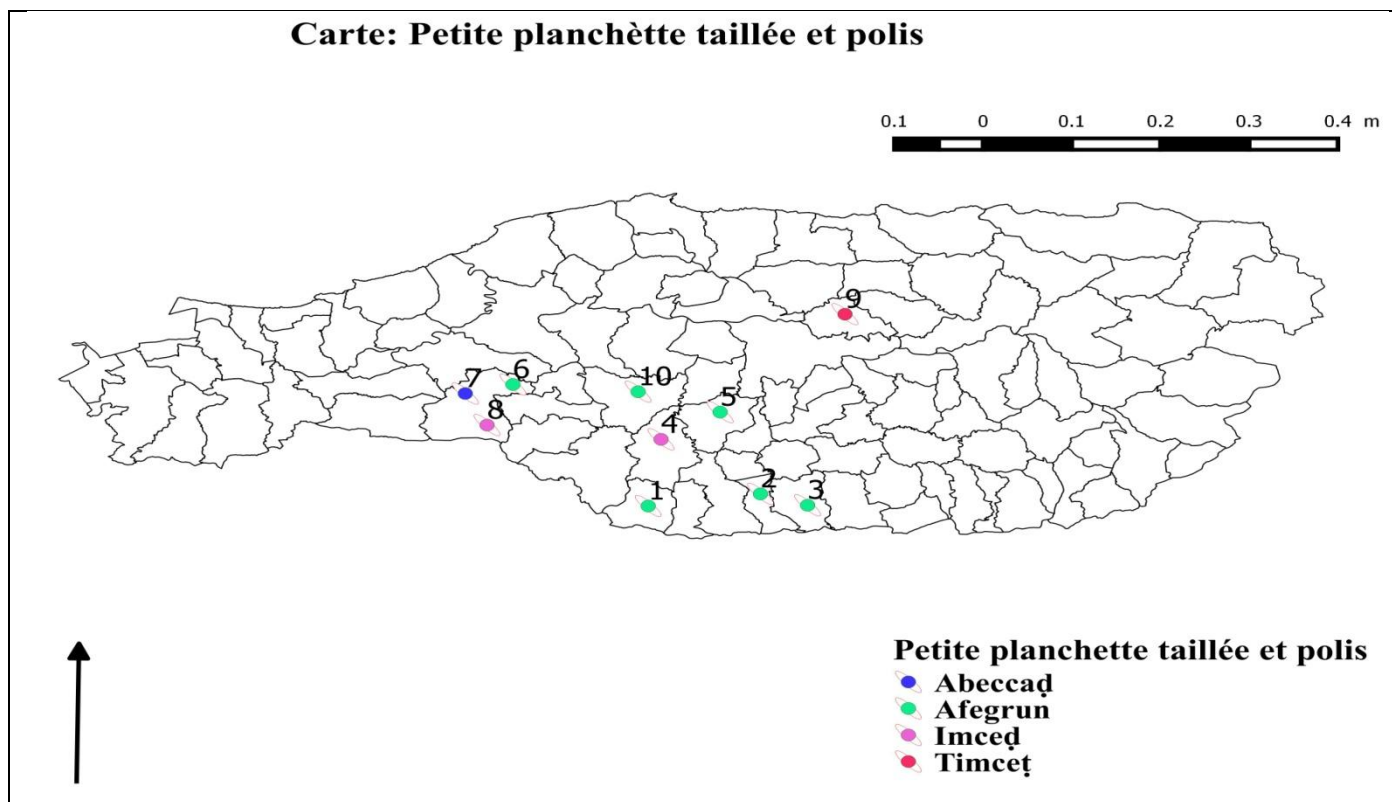 Carte: Petite planchètte taillée et polis
0.1 0 0.1 0.2 0.3 0.4 m
9
7 6 10
8 4 5
1 2 3
Petite planchette taillée et polis
Abeccaḍ
Afegrun
Imceḍ
Timceṭ